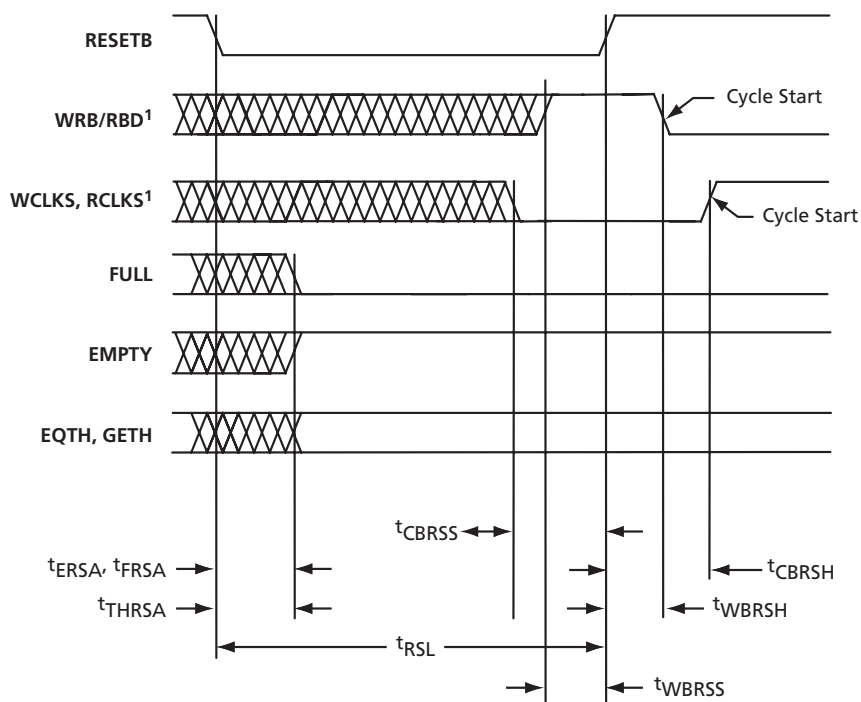 RESETB
WRB/RBD¹
Cycle Start
WCLKS, RCLKS¹
Cycle Start
FULL
EMPTY
EQTH, GETH
tCBRSS
tERSA, tFRSA
tCBRSH
tTHRSA
tWBRSH
tRSL
tWBRSS